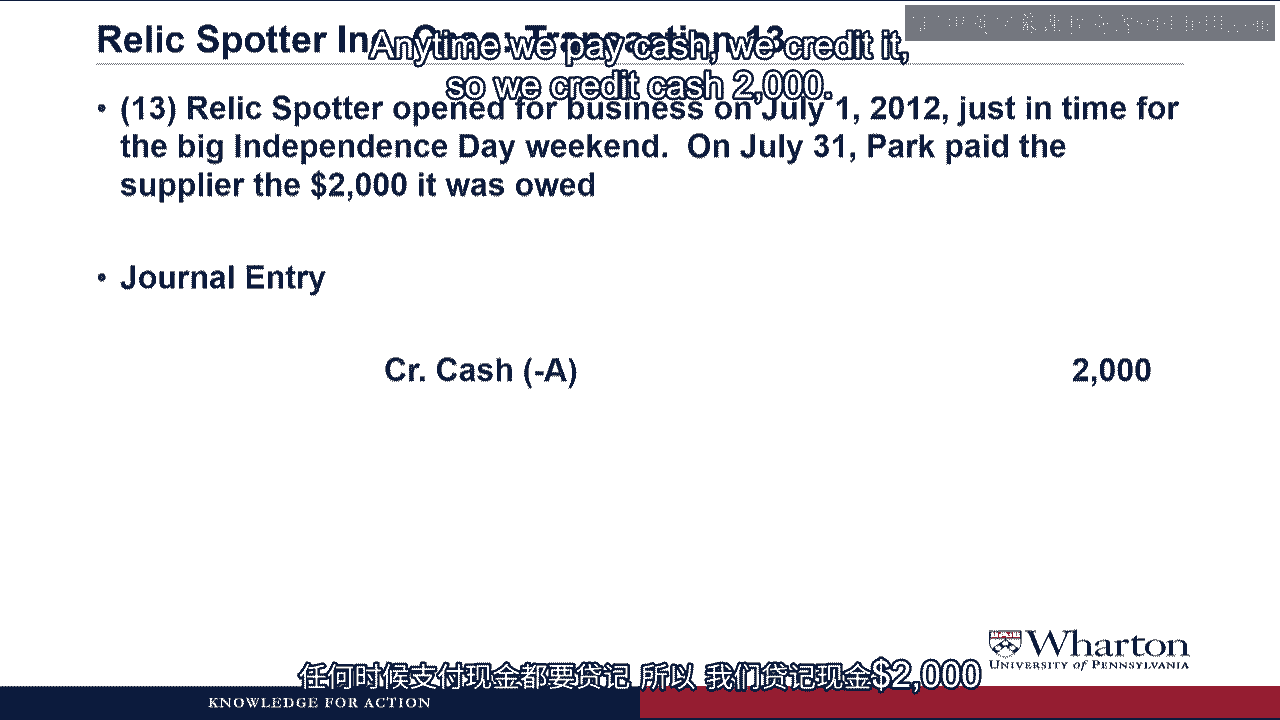 Relic Spotter Inc. Case: Transaction 13
Anytime we pay cash, we credit it,
so we credit cash 2,000.
• (13) Relic Spotter opened for business on July 1, 2012, just in time for
the big Independence Day weekend. On July 31, Park paid the
supplier the $2,000 it was owed
• Journal Entry
Cr. Cash (-A) 2,000
Wharton
UNIVERSITY of PENNSYLVANIA
任何时候支付现金都要贷记 所以 我们贷记现金$2,000
KNOWLEDGE FOR ACTION